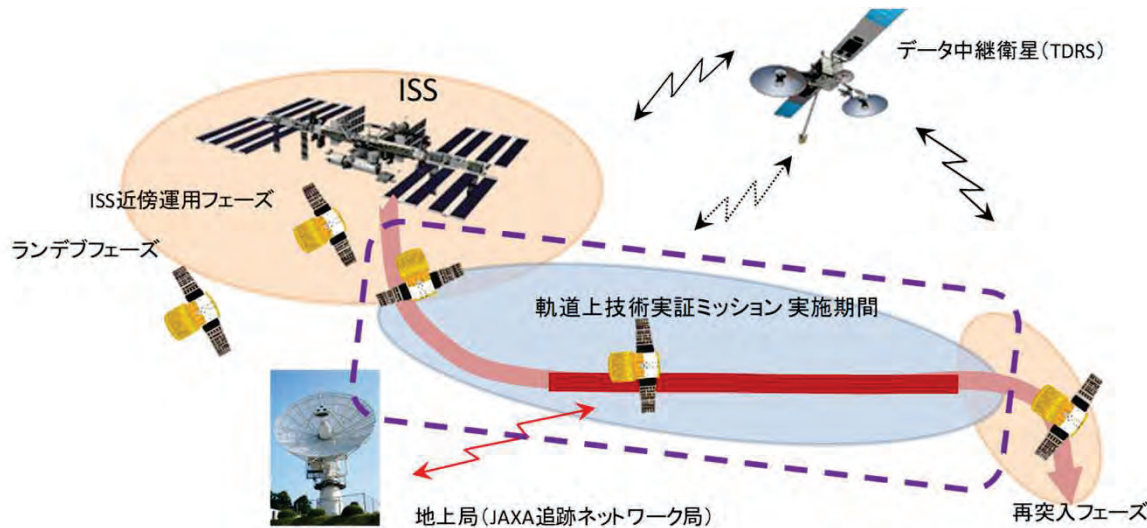 データ中継衛星(TDRS)
ISS
ISS近傍運用フェーズ
ランデブフェーズ
軌道上技術実証ミッション 実施期間
地上局(JAXA追跡ネットワーク局)
再突入フェーズ